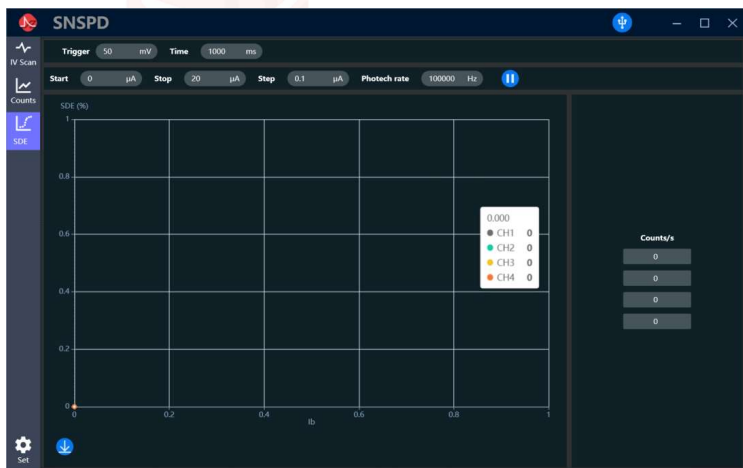 SNSPD
IV Scan
Counts
SDE
Set
Trigger 50 mV Time 1000 ms
Start 0 μA Stop 20 μA Step 0.1 μA Photech rate 100000 Hz
SDE (%)
1
0.8
0.6
0.4
0.2
0
0 0.2 0.4 0.6 0.8 1
Ib
0.000
CH1 0
CH2 0
CH3 0
CH4 0
Counts/s
0
0
0
0